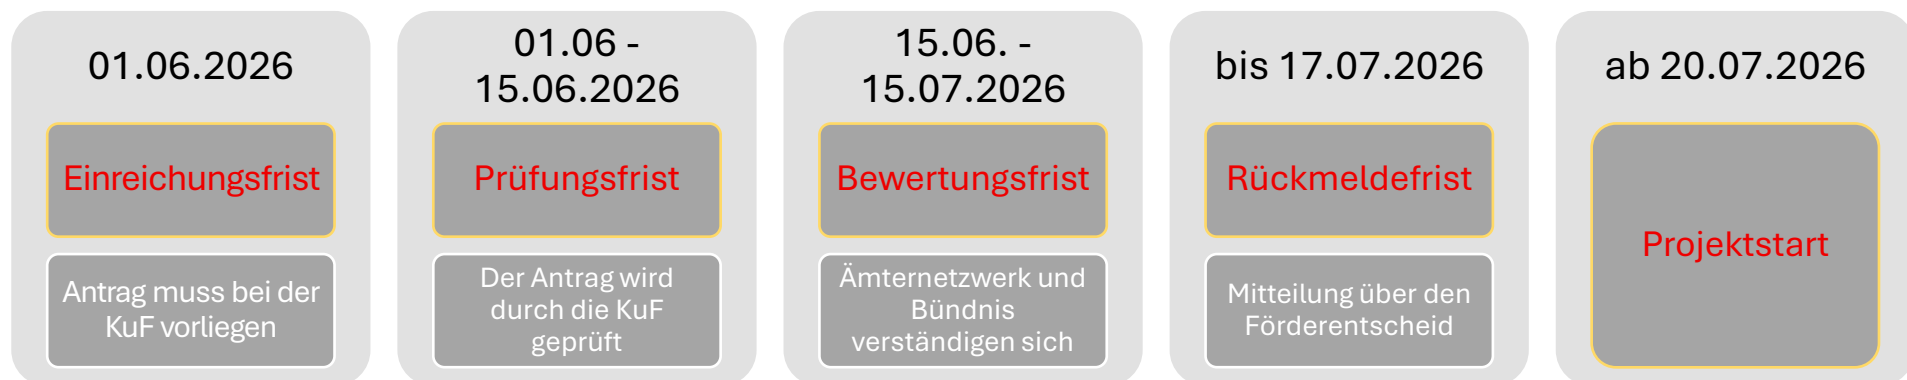 01.06.2026
Einreichungsfrist
Antrag muss bei der
KuF vorliegen
01.06 -
15.06.2026
Prüfungsfrist
Der Antrag wird
durch die KuF
geprüft
15.06. -
15.07.2026
Bewertungsfrist
Ämternetzwerk und
Bündnis
verständigen sich
bis 17.07.2026
Rückmeldefrist
Mitteilung über den
Förderentscheid
ab 20.07.2026
Projektstart